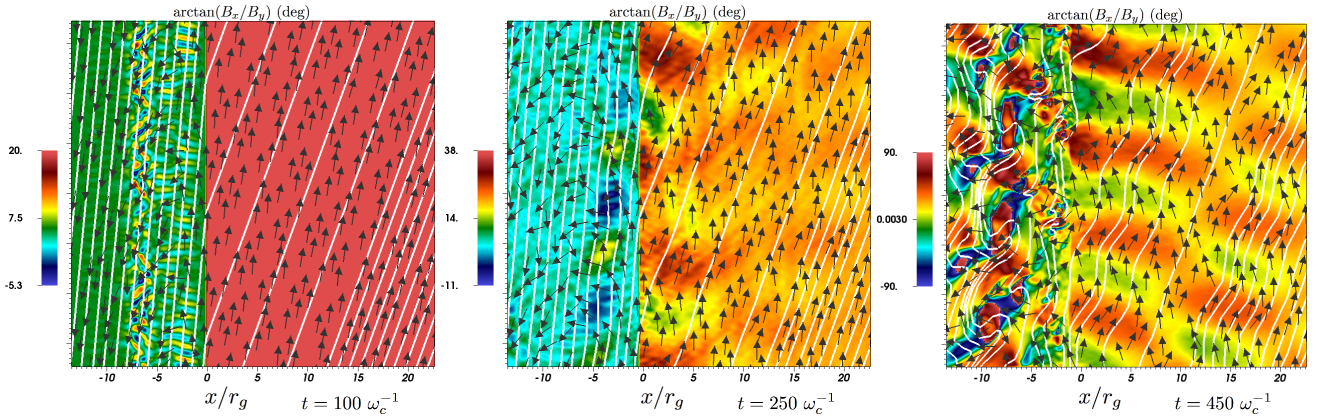 arctan(B_x/B_y) (deg)
20.
7.5
-5.3
-10 -5 0 5 10 15 20
x/r_g t = 100 ω_c^{-1}
arctan(B_x/B_y) (deg)
38.
14.
-11.
-10 -5 0 5 10 15 20
x/r_g t = 250 ω_c^{-1}
arctan(B_x/B_y) (deg)
90.
0.0030
-90.
-10 -5 0 5 10 15 20
x/r_g t = 450 ω_c^{-1}